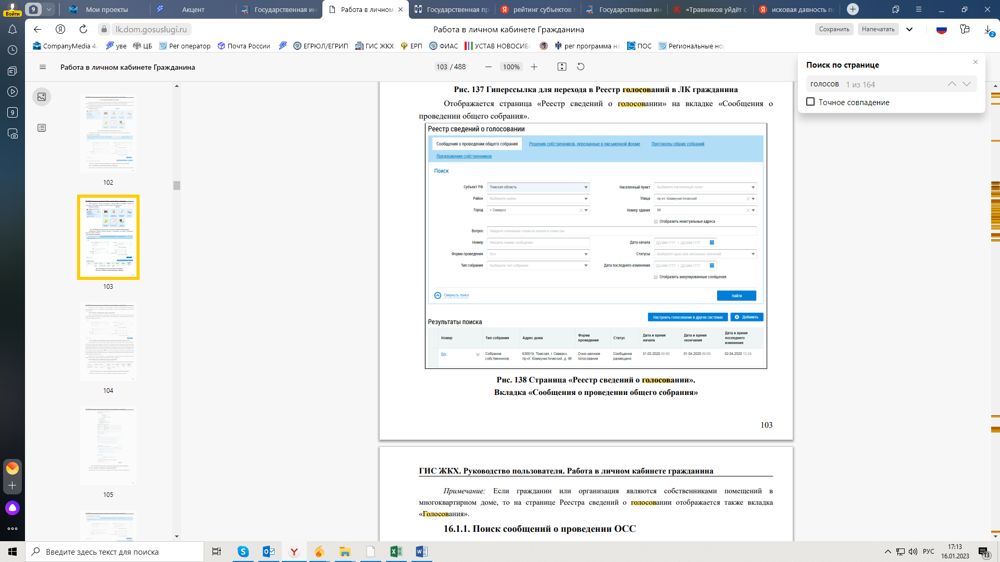 9
Мои проекты
Акцент
Государственная ин
Работа в личном
Государственная пр
рейтинг субъектов г
Государственная ин
«Травников уйдёт с
исковая давность по
Войти
lk.dom.gosuslugi.ru
Работа в личном кабинете Гражданина
Сохранить
Напечатать
2
CompanyMedia 4.
уве
ЦБ
Рег оператор
Почта России
ЕГРЮЛ/ЕГРИП
ГИС ЖКХ
ЕРП
ФИАС
УСТАВ НОВОСИБИ
рег программа на
ПОС
Региональные нор
Работа в личном кабинете Гражданина
103 / 488
100%
Поиск по странице
голосов 1 из 164
Точное совпадение
9
102
103
104
105
Рис. 137 Гиперссылка для перехода в Реестр голосований в ЛК гражданина
Отображается страница «Реестр сведений о голосовании» на вкладке «Сообщения о
проведении общего собрания».
Реестр сведений о голосовании
Сообщения о проведении общего собрания
Решения собственников, переданные в письменной форме
Протоколы общих собраний
Предложения собственников
Поиск
Субъект РФ Томская область
Населенный пункт Выберите населенный пункт
Район Выберите район
Улица пр-кт. Коммунистический
Город г. Северск
Номер здания 96
Отобразить неактуальные адреса
Вопрос Введите ключевые слова из вопроса повестки
Номер Введите номер сообщения
Дата начала ДД.ММ.ГГГГ - ДД.ММ.ГГГГ
Форма проведения Все
Статусы Выберите одно или несколько значений
Тип собрания Выберите тип собрания
Дата последнего изменения ДД.ММ.ГГГГ - ДД.ММ.ГГГГ
Отобразить аннулированные сообщения
Свернуть поиск
Найти
Настроить голосование в других системах
Добавить
Результаты поиска
Номер
Тип собрания
Адрес дома
Форма проведения
Статус
Дата и время начала
Дата и время окончания
Дата и время последнего изменения
б/н
Собрание собственников
636019, Томская, г. Северск, пр-кт. Коммунистический, д. 96
Очно-заочное голосование
Сообщение размещено
31.03.2020 09:00
01.04.2020 09:00
02.04.2020 13:24
Рис. 138 Страница «Реестр сведений о голосовании».
Вкладка «Сообщения о проведении общего собрания»
103
ГИС ЖКХ. Руководство пользователя. Работа в личном кабинете гражданина
Примечание: Если гражданин или организация являются собственниками помещений в
многоквартирном доме, то на странице Реестра сведений о голосовании отображается также вкладка
«Голосования».
16.1.1. Поиск сообщений о проведении ОСС
Введите здесь текст для поиска
РУС
17:13
16.01.2023
13